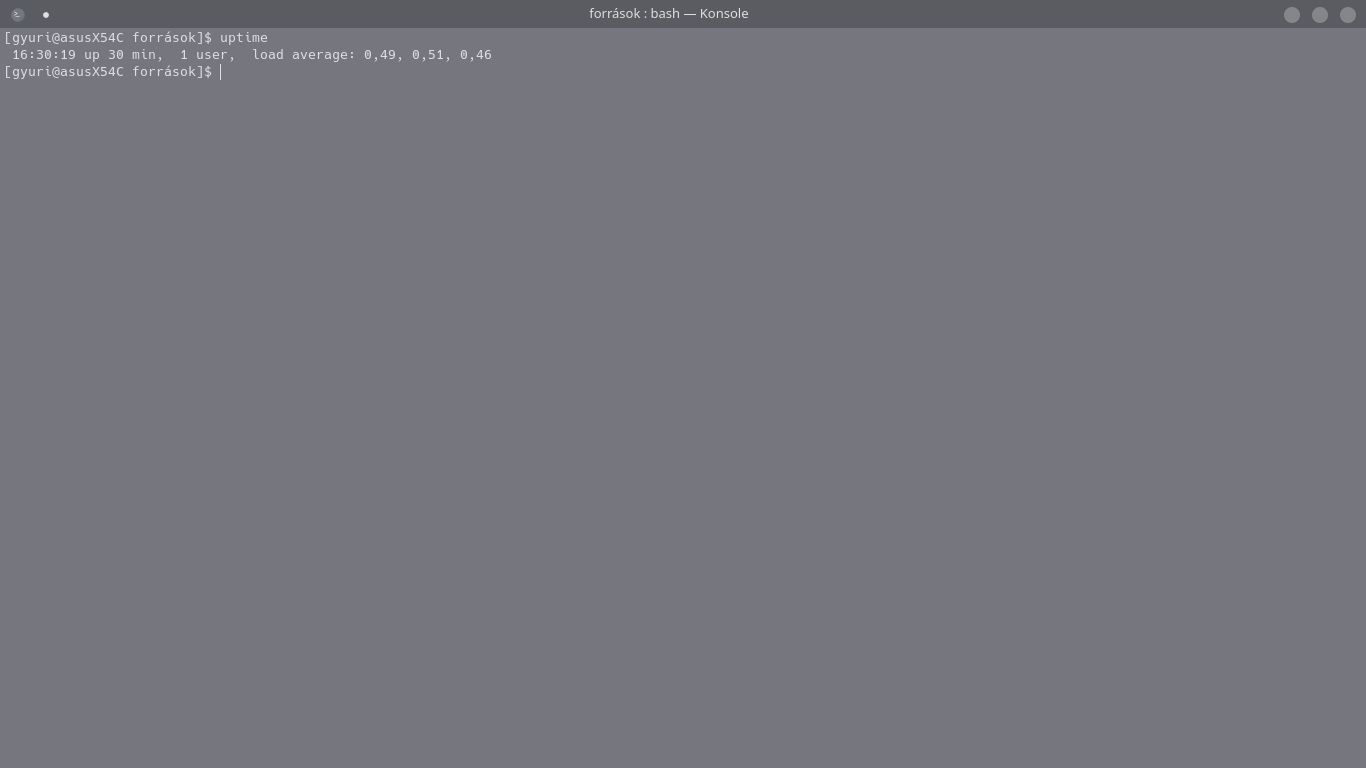 források : bash — Konsole
[gyuri@asusX54C források]$ uptime
 16:30:19 up 30 min,  1 user,  load average: 0,49, 0,51, 0,46
[gyuri@asusX54C források]$